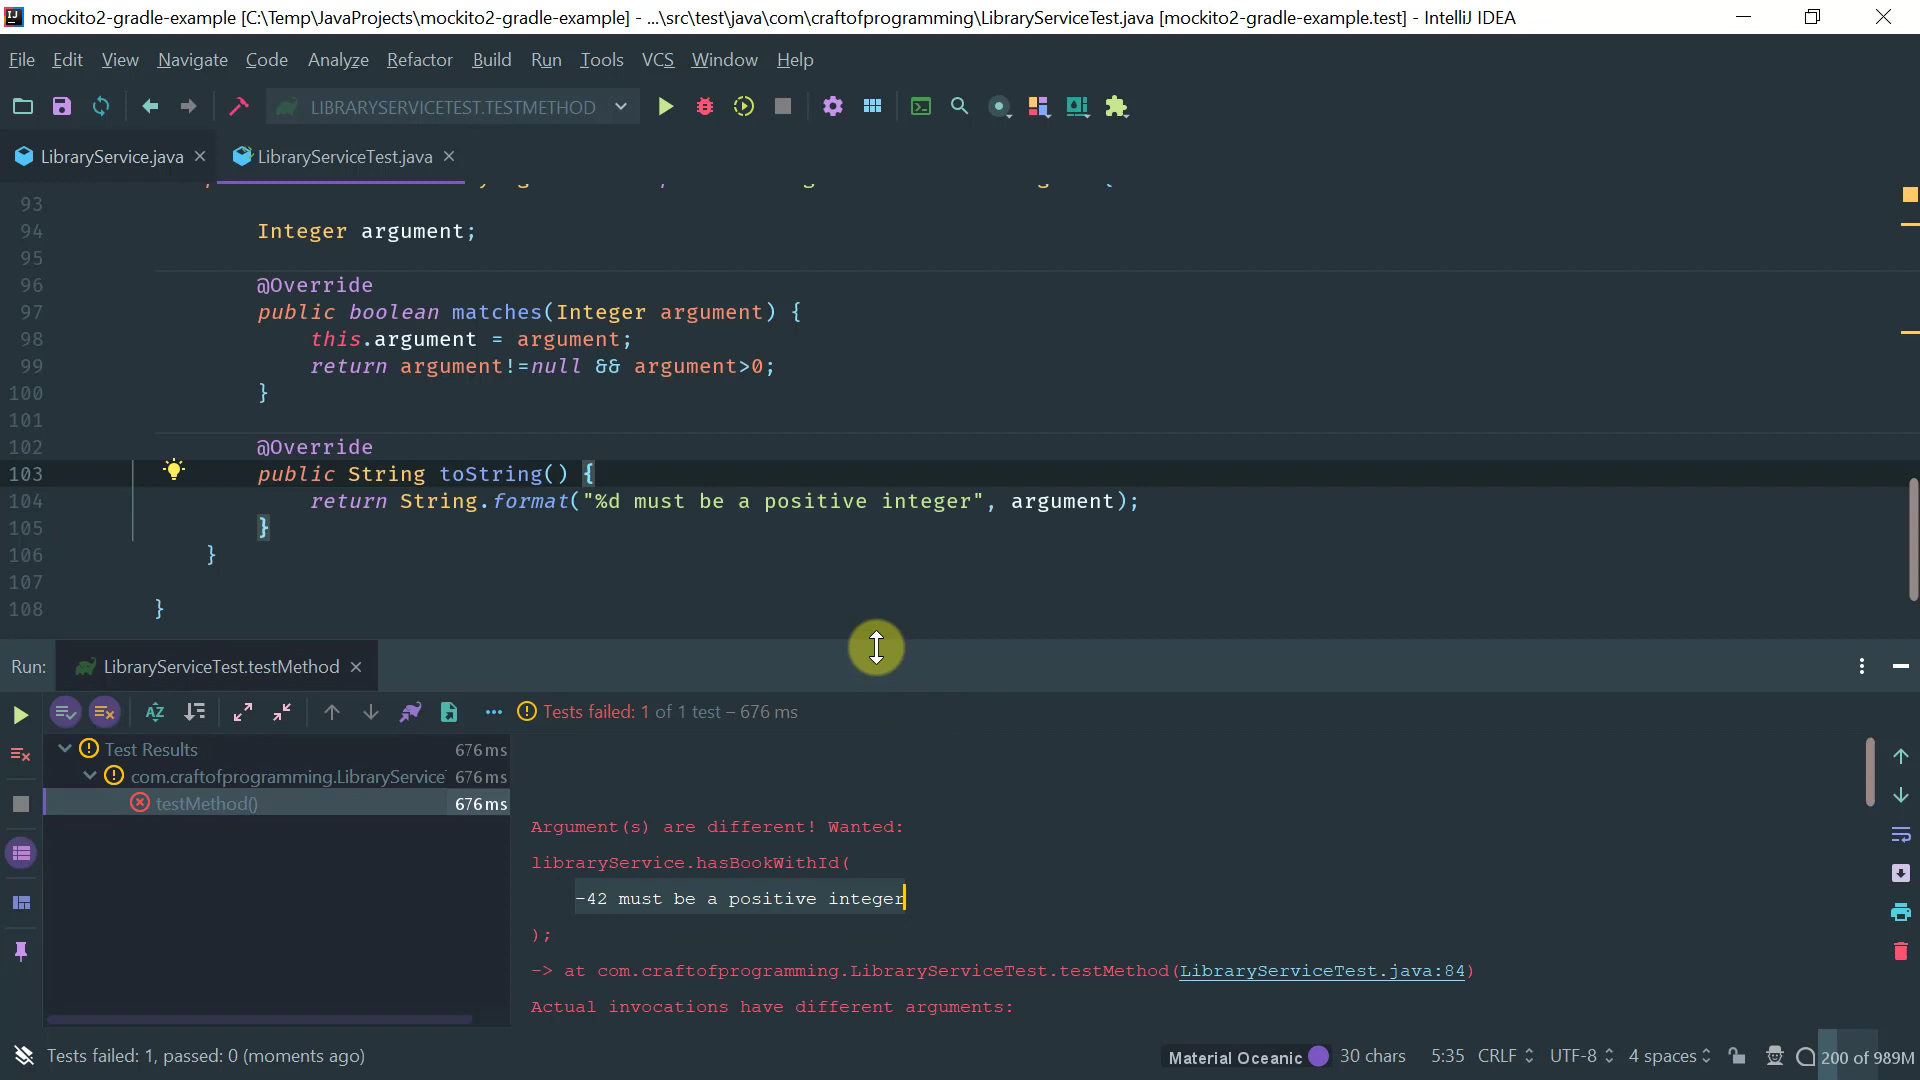 mockito2-gradle-example [C:\Temp\JavaProjects\mockito2-gradle-example] - ...\src\test\java\com\craftofprogramming\LibraryServiceTest.java [mockito2-gradle-example.test] - IntelliJ IDEA
File Edit View Navigate Code Analyze Refactor Build Run Tools VCS Window Help
LIBRARYSERVICETEST.TESTMETHOD
LibraryService.java LibraryServiceTest.java
93
94 Integer argument;
95
96 @Override
97 public boolean matches(Integer argument) {
98 this.argument = argument;
99 return argument!=null && argument>0;
100 }
101
102 @Override
103 public String toString() {
104 return String.format("%d must be a positive integer", argument);
105 }
106 }
107
108 }
Run: LibraryServiceTest.testMethod
Tests failed: 1 of 1 test – 676 ms
Test Results 676 ms
com.craftofprogramming.LibraryService 676 ms
testMethod() 676 ms
Argument(s) are different! Wanted:
libraryService.hasBookWithId(
-42 must be a positive integer
);
-> at com.craftofprogramming.LibraryServiceTest.testMethod(LibraryServiceTest.java:84)
Actual invocations have different arguments:
Tests failed: 1, passed: 0 (moments ago) Material Oceanic 30 chars 5:35 CRLF UTF-8 4 spaces 200 of 989M